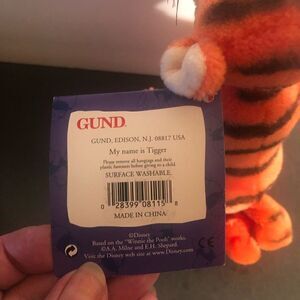 GUND
GUND, EDISON, N.J. 08817 USA
My name is Tigger
Please remove all hangtags and their
plastic fasteners before giving to a child.
SURFACE WASHABLE.
0 28399 08115 8
MADE IN CHINA
©Disney
Based on the "Winnie the Pooh" works
©A.A. Milne and E.H. Shepard.
Visit the Disney web site at www.Disney.com
CE